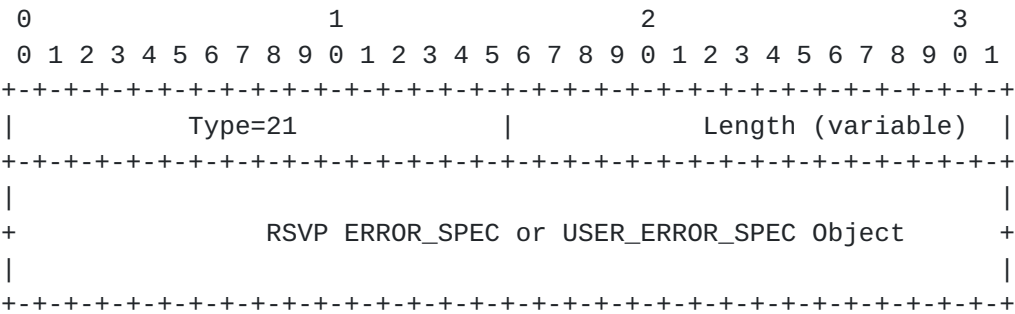 0                   1                   2                   3
 0 1 2 3 4 5 6 7 8 9 0 1 2 3 4 5 6 7 8 9 0 1 2 3 4 5 6 7 8 9 0 1
+-+-+-+-+-+-+-+-+-+-+-+-+-+-+-+-+-+-+-+-+-+-+-+-+-+-+-+-+-+-+-+-+
|           Type=21             |            Length (variable)  |
+-+-+-+-+-+-+-+-+-+-+-+-+-+-+-+-+-+-+-+-+-+-+-+-+-+-+-+-+-+-+-+-+
|                                                               |
+                RSVP ERROR_SPEC or USER_ERROR_SPEC Object      +
|                                                               |
+-+-+-+-+-+-+-+-+-+-+-+-+-+-+-+-+-+-+-+-+-+-+-+-+-+-+-+-+-+-+-+-+